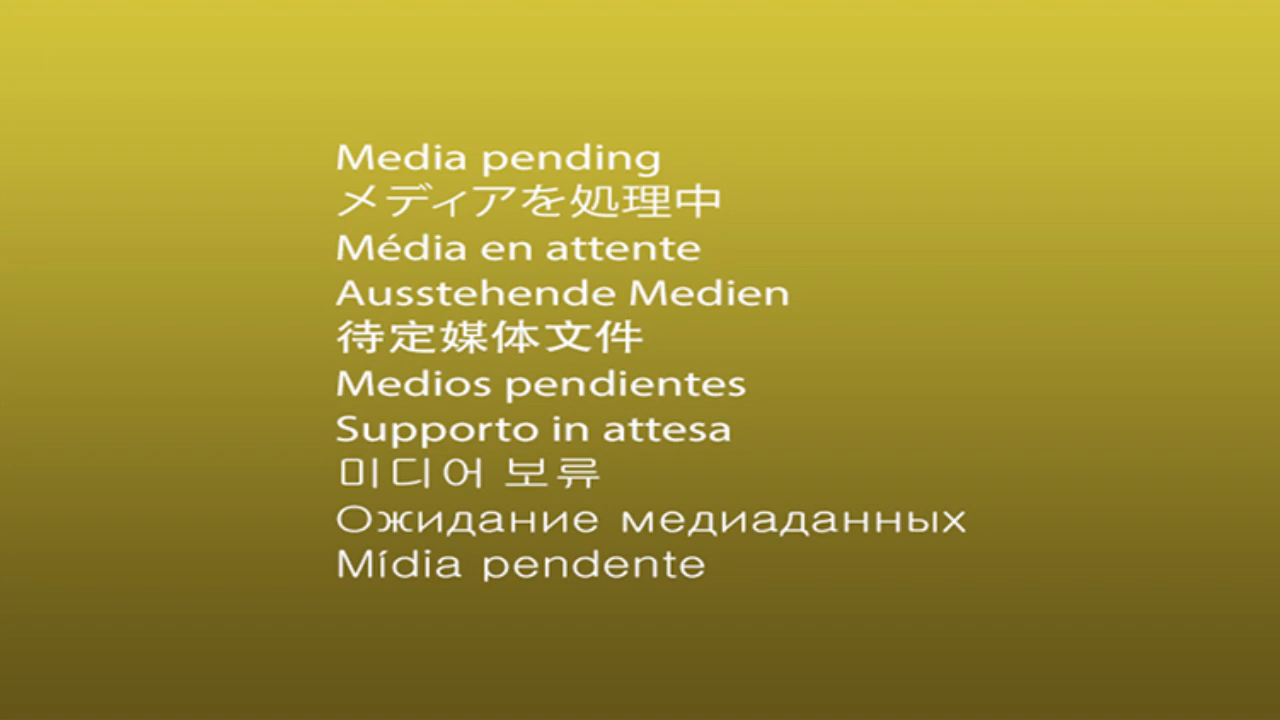 Media pending
メディアを処理中
Média en attente
Ausstehende Medien
待定媒体文件
Medios pendientes
Supporto in attesa
미디어 보류
Ожидание медиаданных
Mídia pendente